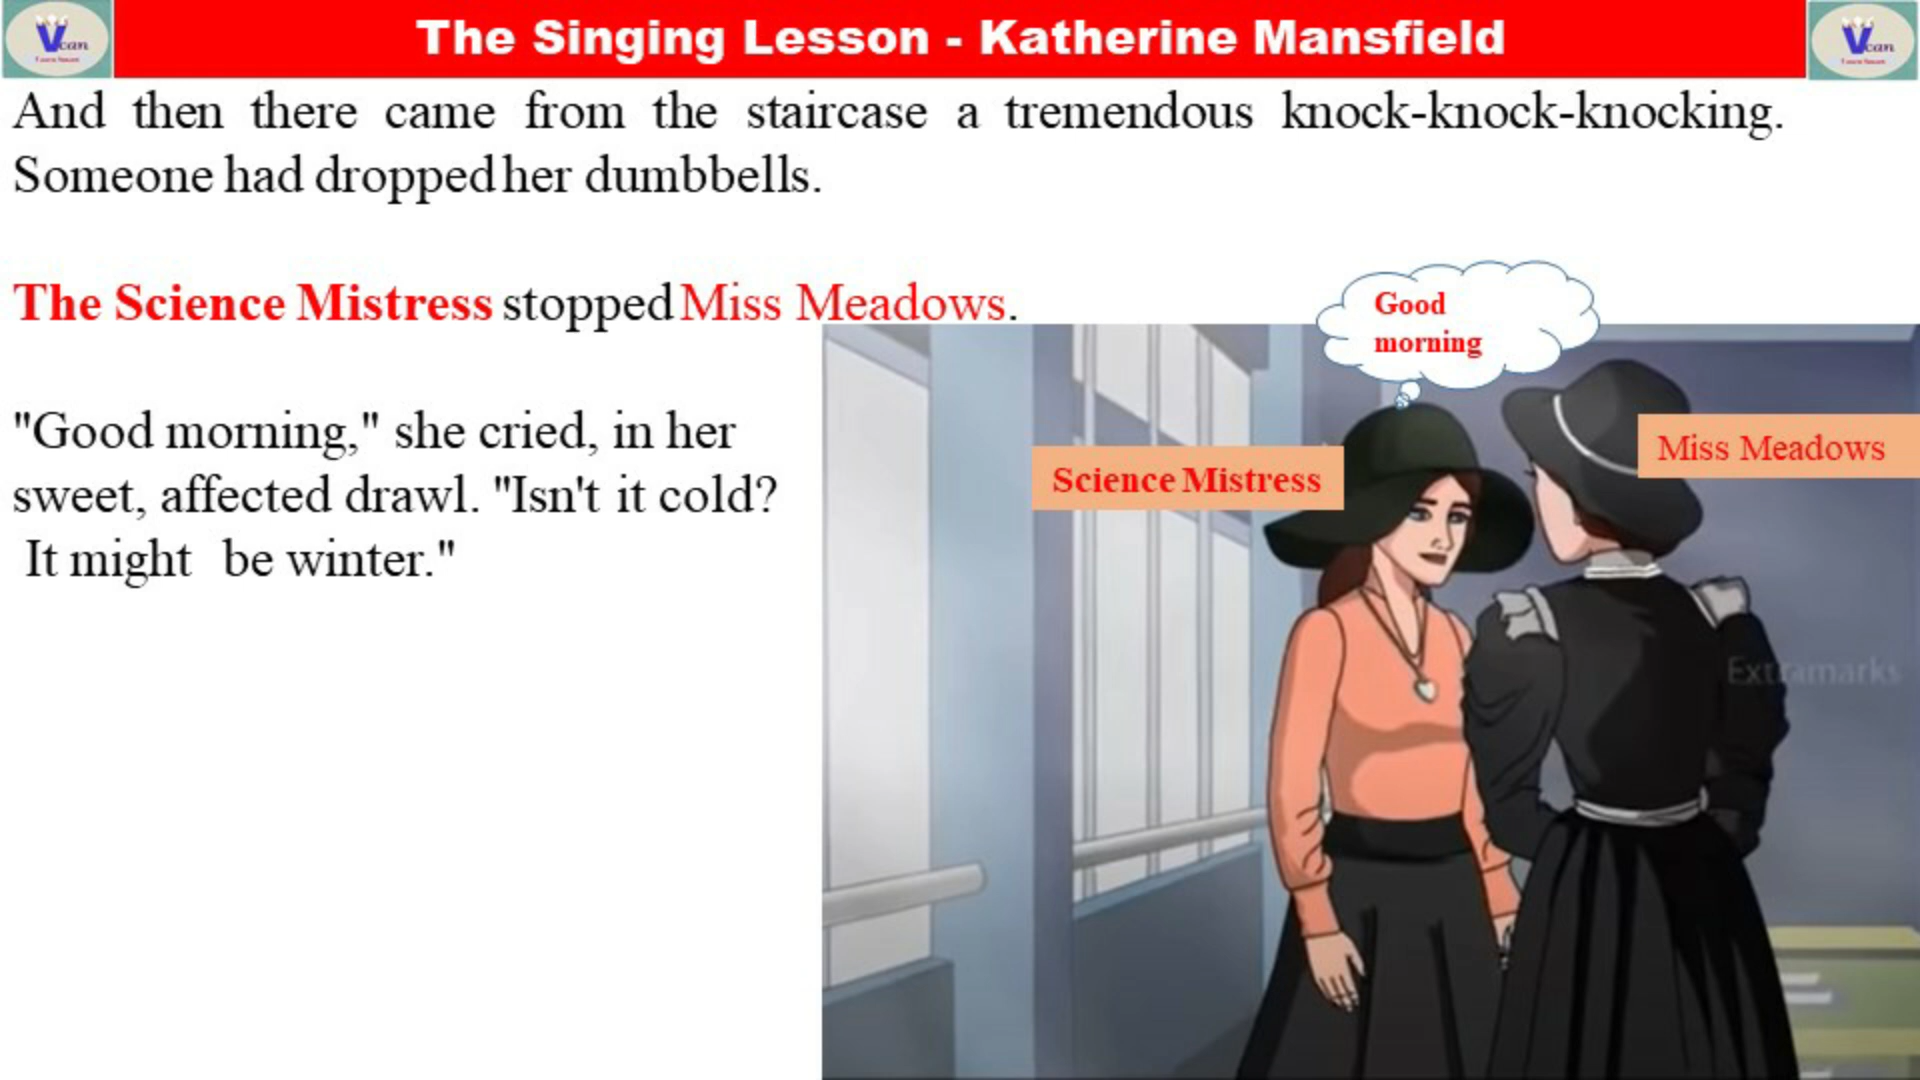 The Singing Lesson - Katherine Mansfield
Vcan
Vcan
And then there came from the staircase a tremendous knock-knock-knocking.
Someone had dropped her dumbbells.
The Science Mistress stopped Miss Meadows.
Good
morning
"Good morning," she cried, in her
sweet, affected drawl. "Isn't it cold?
It might be winter."
Science Mistress
Miss Meadows
Extramarks